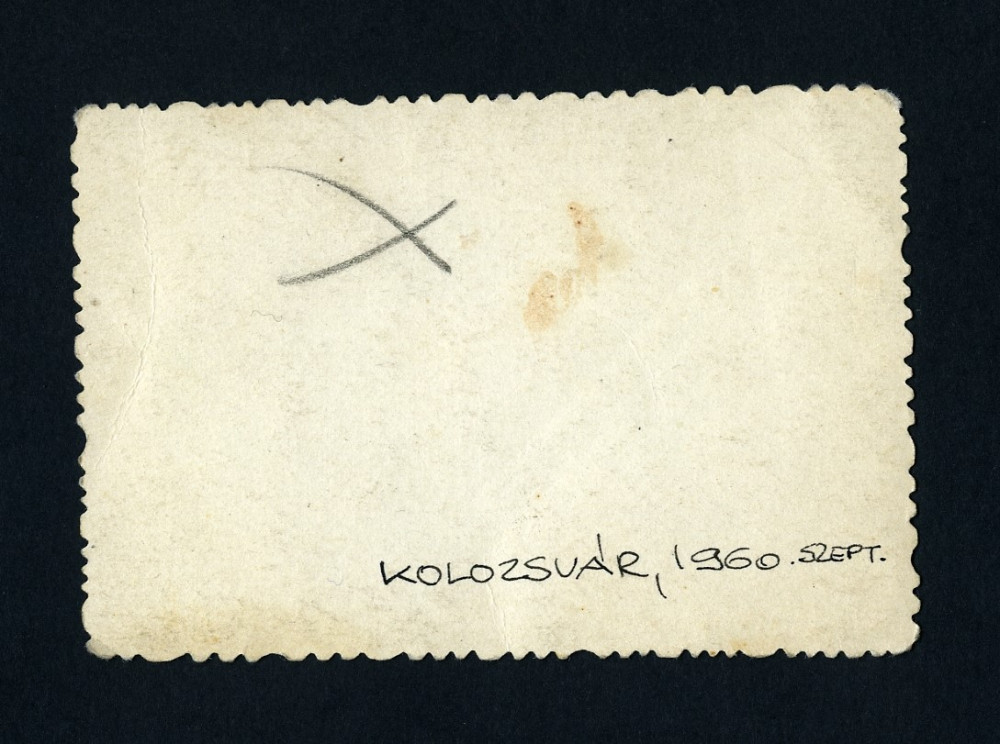 KOLOZSVÁR, 1960. SZEPT.